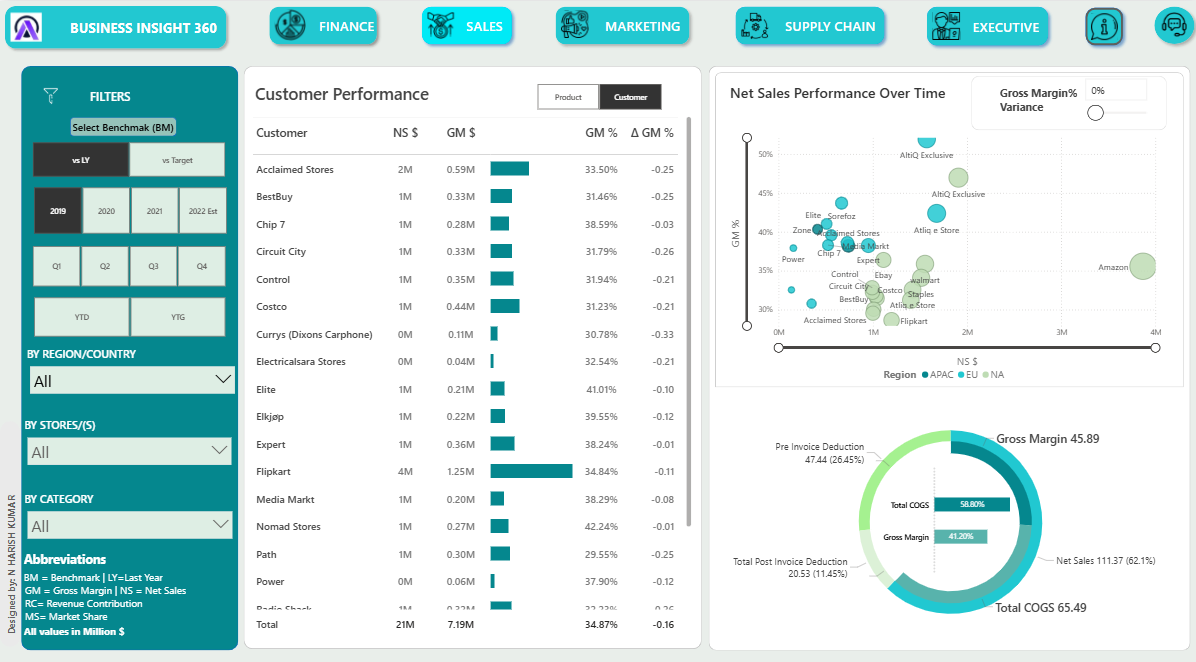 BUSINESS INSIGHT 360
FINANCE
SALES
MARKETING
SUPPLY CHAIN
EXECUTIVE
FILTERS
Select Benchmak (BM)
vs LY
vs Target
2019
2020
2021
2022 Est
Q1
Q2
Q3
Q4
YTD
YTG
BY REGION/COUNTRY
All
BY STORES/(S)
All
BY CATEGORY
All
Abbreviations
BM = Benchmark | LY=Last Year
GM = Gross Margin | NS = Net Sales
RC= Revenue Contribution
MS= Market Share
All values in Million $
Designed by: N HARISH KUMAR
Customer Performance
Product
Customer
Customer NS $ GM $ GM % Δ GM %
Acclaimed Stores 2M 0.59M 33.50% -0.25
BestBuy 1M 0.33M 31.46% -0.25
Chip 7 1M 0.28M 38.59% -0.03
Circuit City 1M 0.33M 31.79% -0.26
Control 1M 0.35M 31.94% -0.21
Costco 1M 0.44M 31.23% -0.21
Currys (Dixons Carphone) 0M 0.11M 30.78% -0.33
Electricalsara Stores 0M 0.04M 32.54% -0.21
Elite 1M 0.21M 41.01% -0.10
Elkjøp 1M 0.22M 39.55% -0.12
Expert 1M 0.36M 38.24% -0.01
Flipkart 4M 1.25M 34.84% -0.11
Media Markt 1M 0.20M 38.29% -0.08
Nomad Stores 1M 0.27M 42.24% -0.01
Path 1M 0.30M 29.55% -0.25
Power 0M 0.06M 37.90% -0.12
Radio Shack 1M 0.32M 32.23% -0.26
Total 21M 7.19M 34.87% -0.16
Net Sales Performance Over Time
Gross Margin%
Variance
0%
GM %
50%
45%
40%
35%
30%
AltiQ Exclusive
AltiQ Exclusive
Elite
Sorefoz
Zone
Acclaimed Stores
Atliq e Store
Power
Chip 7
Media Markt
Expert
Amazon
Control
Ebay
walmart
Circuit City
Costco
Staples
BestBuy
Atliq e Store
Acclaimed Stores
Flipkart
0M
1M
2M
3M
4M
NS $
Region APAC EU NA
Pre Invoice Deduction
47.44 (26.45%)
Gross Margin 45.89
Total COGS
58.80%
Gross Margin
41.20%
Total Post Invoice Deduction
20.53 (11.45%)
Net Sales 111.37 (62.1%)
Total COGS 65.49